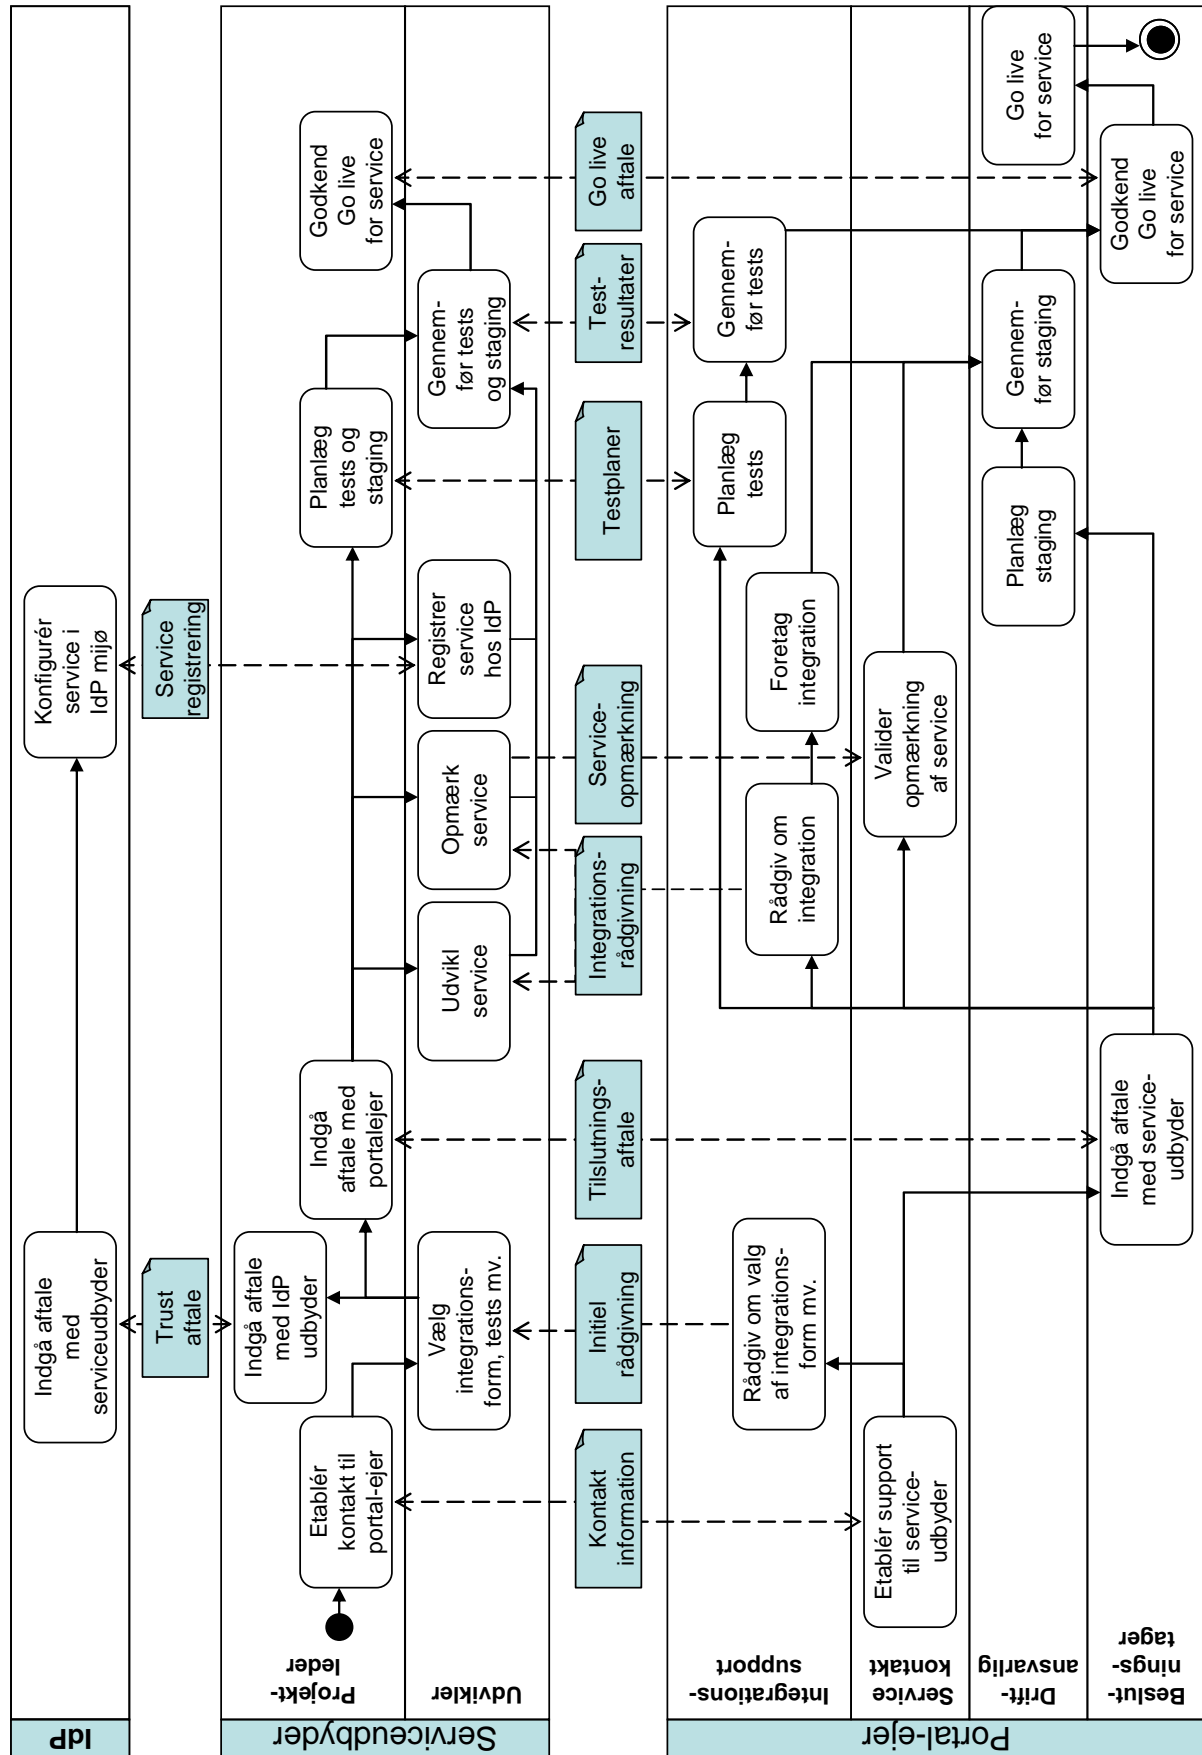 IdP
Indgå aftale
med
serviceudbyder
Konfigurér
service i
IdP mijø
Trust
aftale
Service
registrering
Serviceudbyder
Projekt-
leder
Etablér
kontakt til
portal-ejer
Indgå aftale
med IdP
udbyder
Indgå
aftale med
portalejer
Planlæg
tests og
staging
Godkend
Go live
for service
Udvikler
Vælg
integrations-
form, tests mv.
Udvikl
service
Opmærk
service
Registrer
service
hos IdP
Gennem-
før tests
og staging
Kontakt
information
Initiel
rådgivning
Tilslutnings-
aftale
Integrations-
rådgivning
Service-
opmærkning
Testplaner
Test-
resultater
Go live
aftale
Portal-ejer
Integrations-
support
Rådgiv om valg
af integrations-
form mv.
Rådgiv om
integration
Foretag
integration
Planlæg
tests
Gennem-
før tests
Service
kontakt
Etablér support
til service-
udbyder
Valider
opmærkning
af service
Drift-
ansvarlig
Planlæg
staging
Gennem-
før staging
Go live
for service
Beslut-
nings-
tager
Indgå aftale
med service-
udbyder
Godkend
Go live
for service